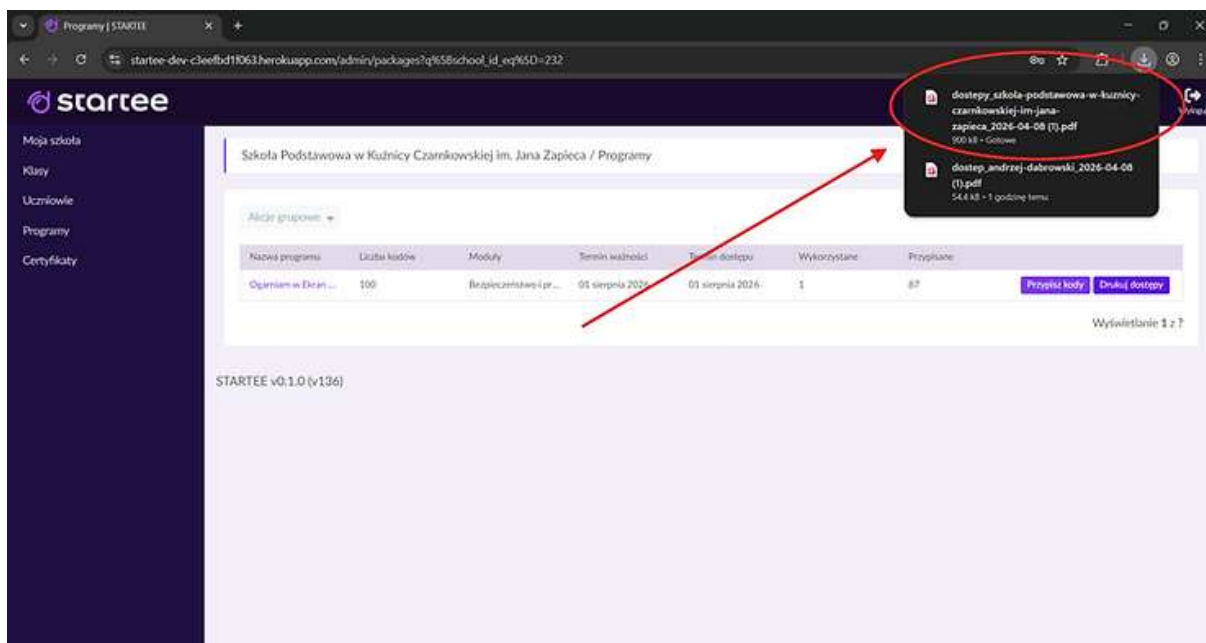 Programy | STARTEE
startee-dev-c3eefbd1f063.herokuapp.com/admin/packages?q%5Bschool_id_eq%5D=232
startee
dostepy_szkola-podstawowa-w-kuznicy-
czarnkowskiej-im-jana-
zapieca_2026-04-08 (1).pdf
900 kB • Gotowe
dostep_andrzej-dabrowski_2026-04-08
(1).pdf
54,4 kB • 1 godzinę temu
Moja szkoła
Klasy
Uczniowie
Programy
Certyfikaty
Szkoła Podstawowa w Kuźnicy Czarnkowskiej im. Jana Zapieca / Programy
Akcje grupowe
Nazwa programu Liczba kodów Moduły Termin ważności Termin dostępu Wykorzystane Przypisane
Ogarniam w Ekran ... 100 Bezpieczeństwo i pr... 01 sierpnia 2026 01 sierpnia 2026 1 87 Przypisz kody Drukuj dostępy
Wyświetlanie 1 z ?
STARTEE v0.1.0 (v136)